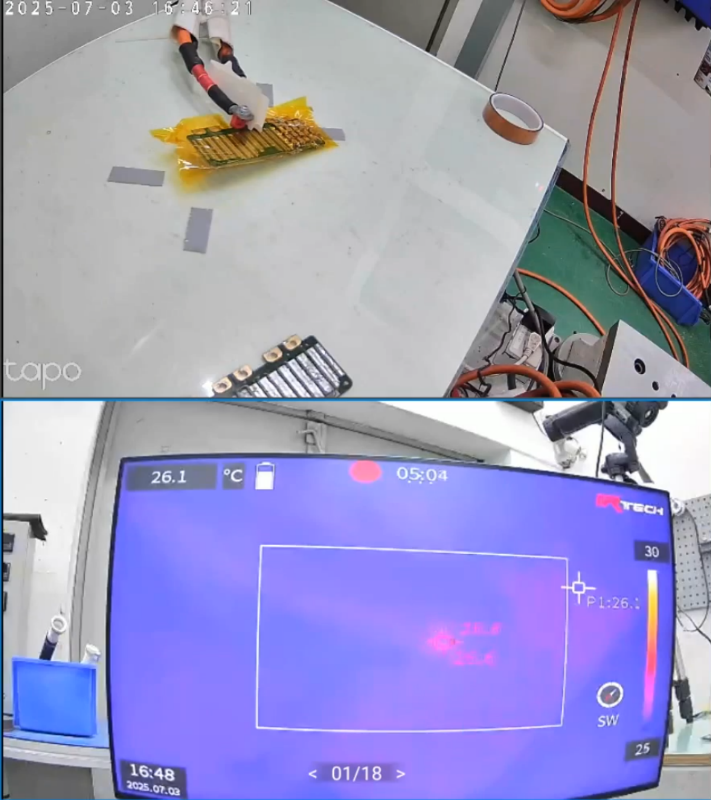 2025-07-03 16:46:21
tapo
26.1 °C 05:04
TECH
30
P1:26.1
SW
25
16:48
2025.07.03
< 01/18 >